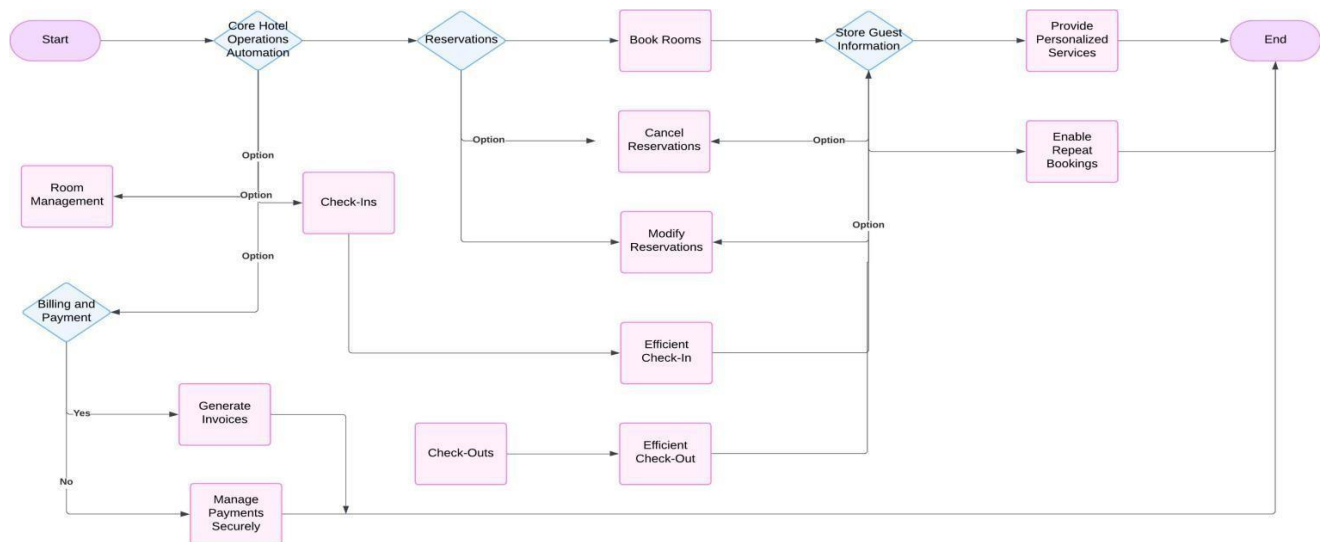 Start
Core Hotel
Operations
Automation
Reservations
Book Rooms
Store Guest
Information
Provide
Personalized
Services
End
Option
Cancel
Reservations
Option
Enable
Repeat
Bookings
Option
Room
Management
Option
Check-Ins
Option
Modify
Reservations
Option
Billing and
Payment
Efficient
Check-In
Yes
Generate
Invoices
Check-Outs
Efficient
Check-Out
No
Manage
Payments
Securely